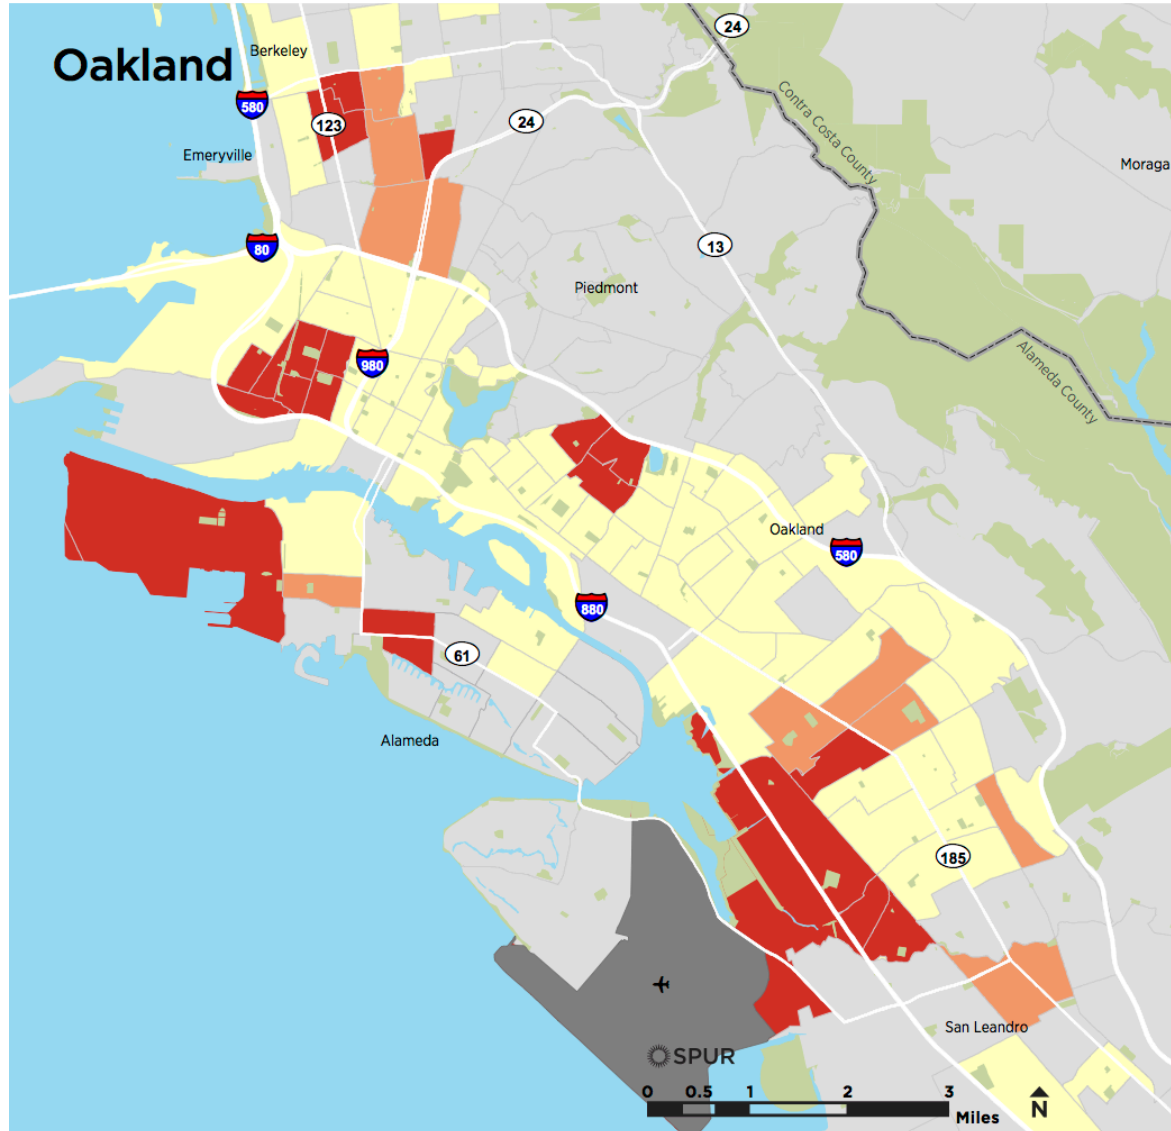 Oakland
Berkeley
24
580
123
24
Contra Costa County
Emeryville
Moraga
80
13
Piedmont
980
Alameda County
Oakland
580
880
61
Alameda
185
SPUR
San Leandro
0 0.5 1 2 3
Miles
N